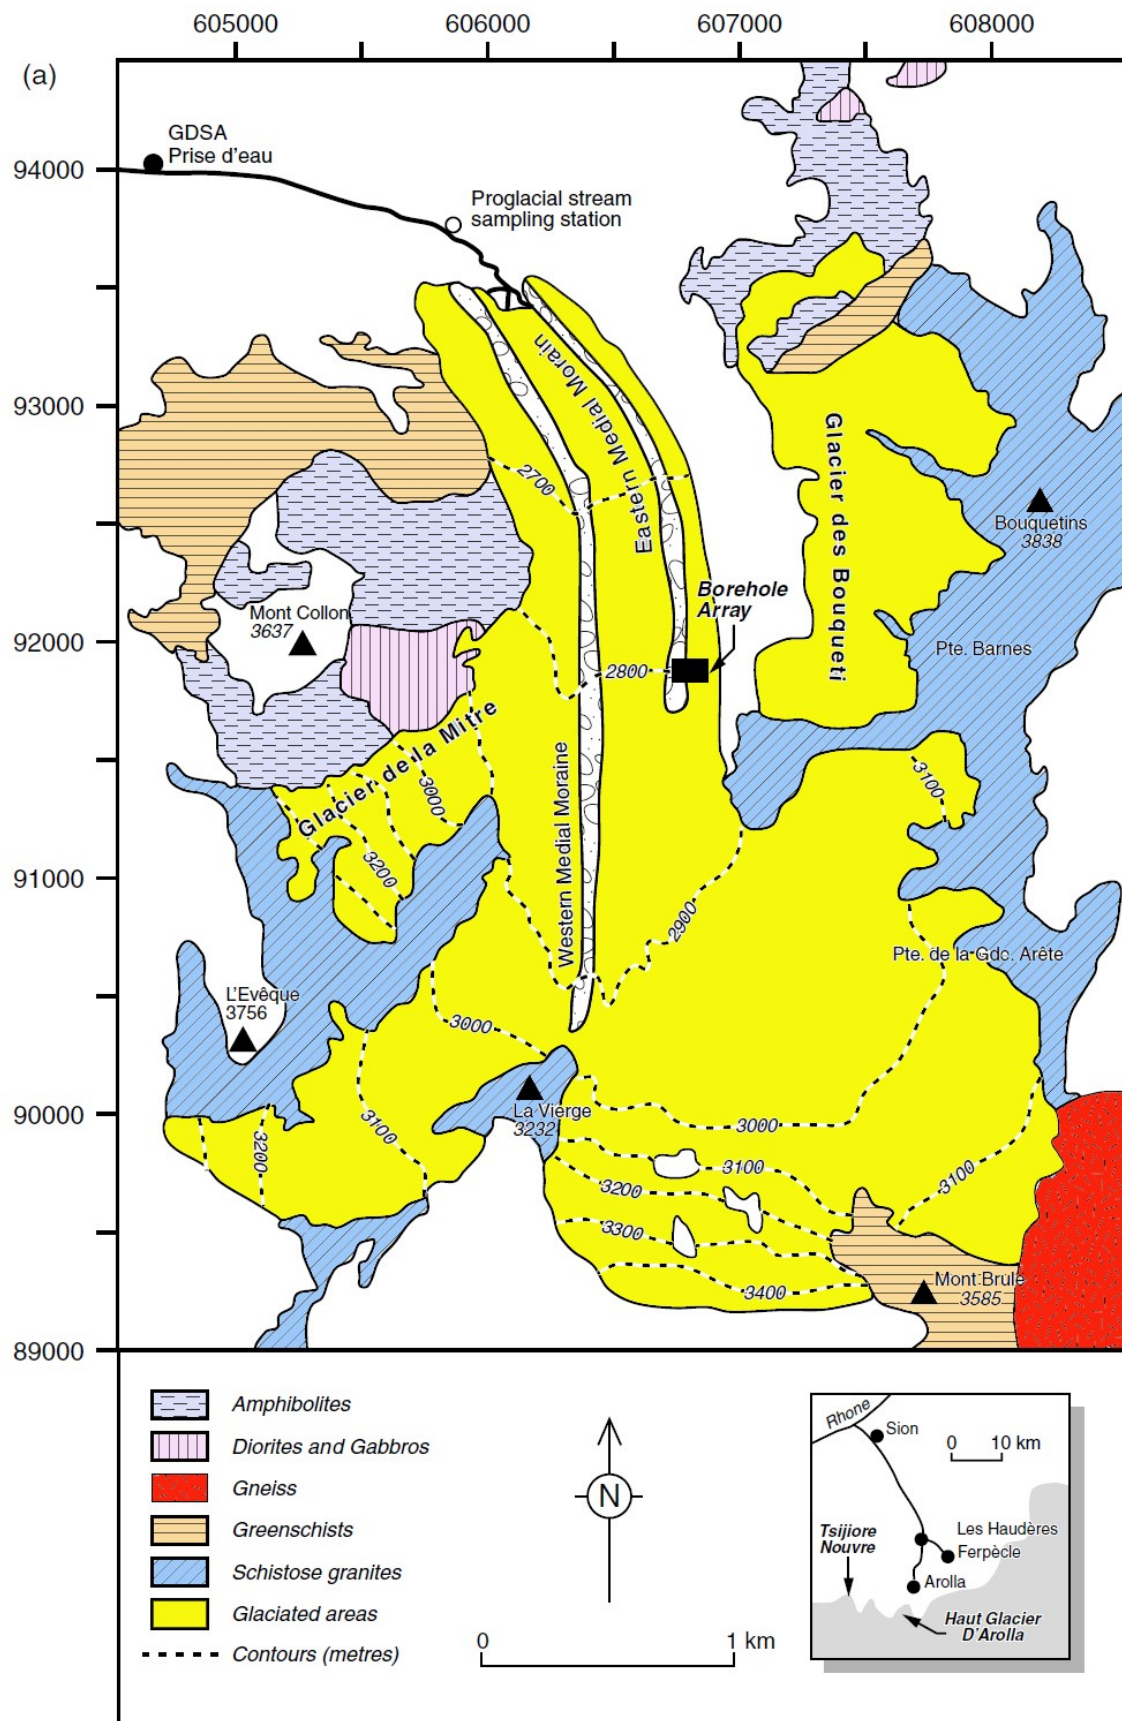 605000
606000
607000
608000
(a)
GDSA
Prise d'eau
94000
Proglacial stream
sampling station
93000
Eastern Medial Morain
2700
Glacier des Bouqueti
Bouquetins
3838
Borehole
Array
Mont Collon
3637
92000
Pte. Barnes
2800
Glacier de la Mitre
3000
3100
Western Medial Moraine
3200
91000
2900
Pte. de la Gdc. Arête
L'Evêque
3756
3000
90000
La Vierge
3232
3000
3100
3200
3100
3100
3200
3300
Mont Brule
3585
3400
89000
Amphibolites
Diorites and Gabbros
Gneiss
Greenschists
Schistose granites
Glaciated areas
Contours (metres)
N
0
1 km
Rhone
Sion
0
10 km
Tsijiore
Nouvre
Les Haudères
Ferpècle
Arolla
Haut Glacier
D'Arolla